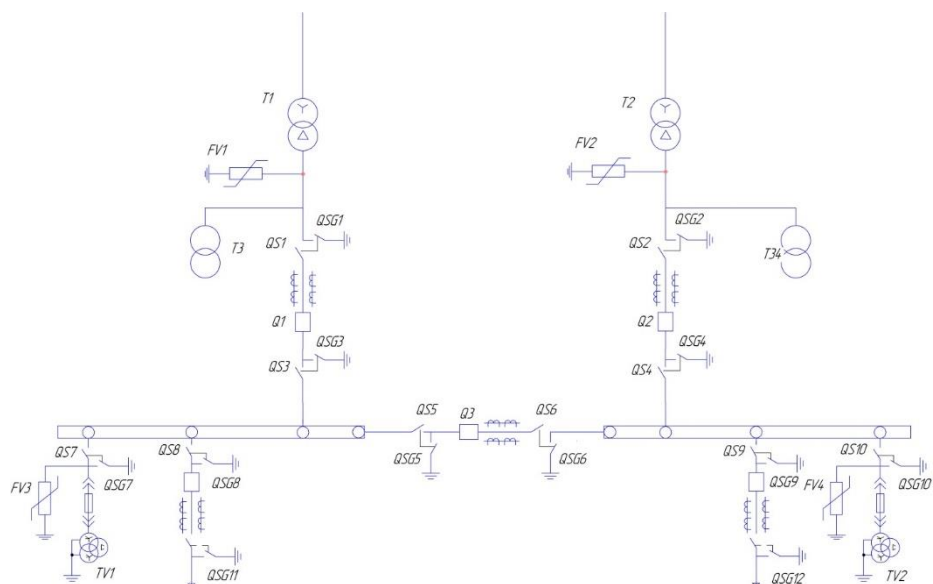 T1
T2
FV1
FV2
QSG1
QSG2
T3
QS1
QS2
T34
Q1
Q2
QSG3
QSG4
QS3
QS4
QS5
Q3
QS6
QS7
QS8
QSG5
QSG6
QS9
QS10
FV3
QSG7
QSG8
QSG9
FV4
QSG10
TV1
QSG11
QSG12
TV2